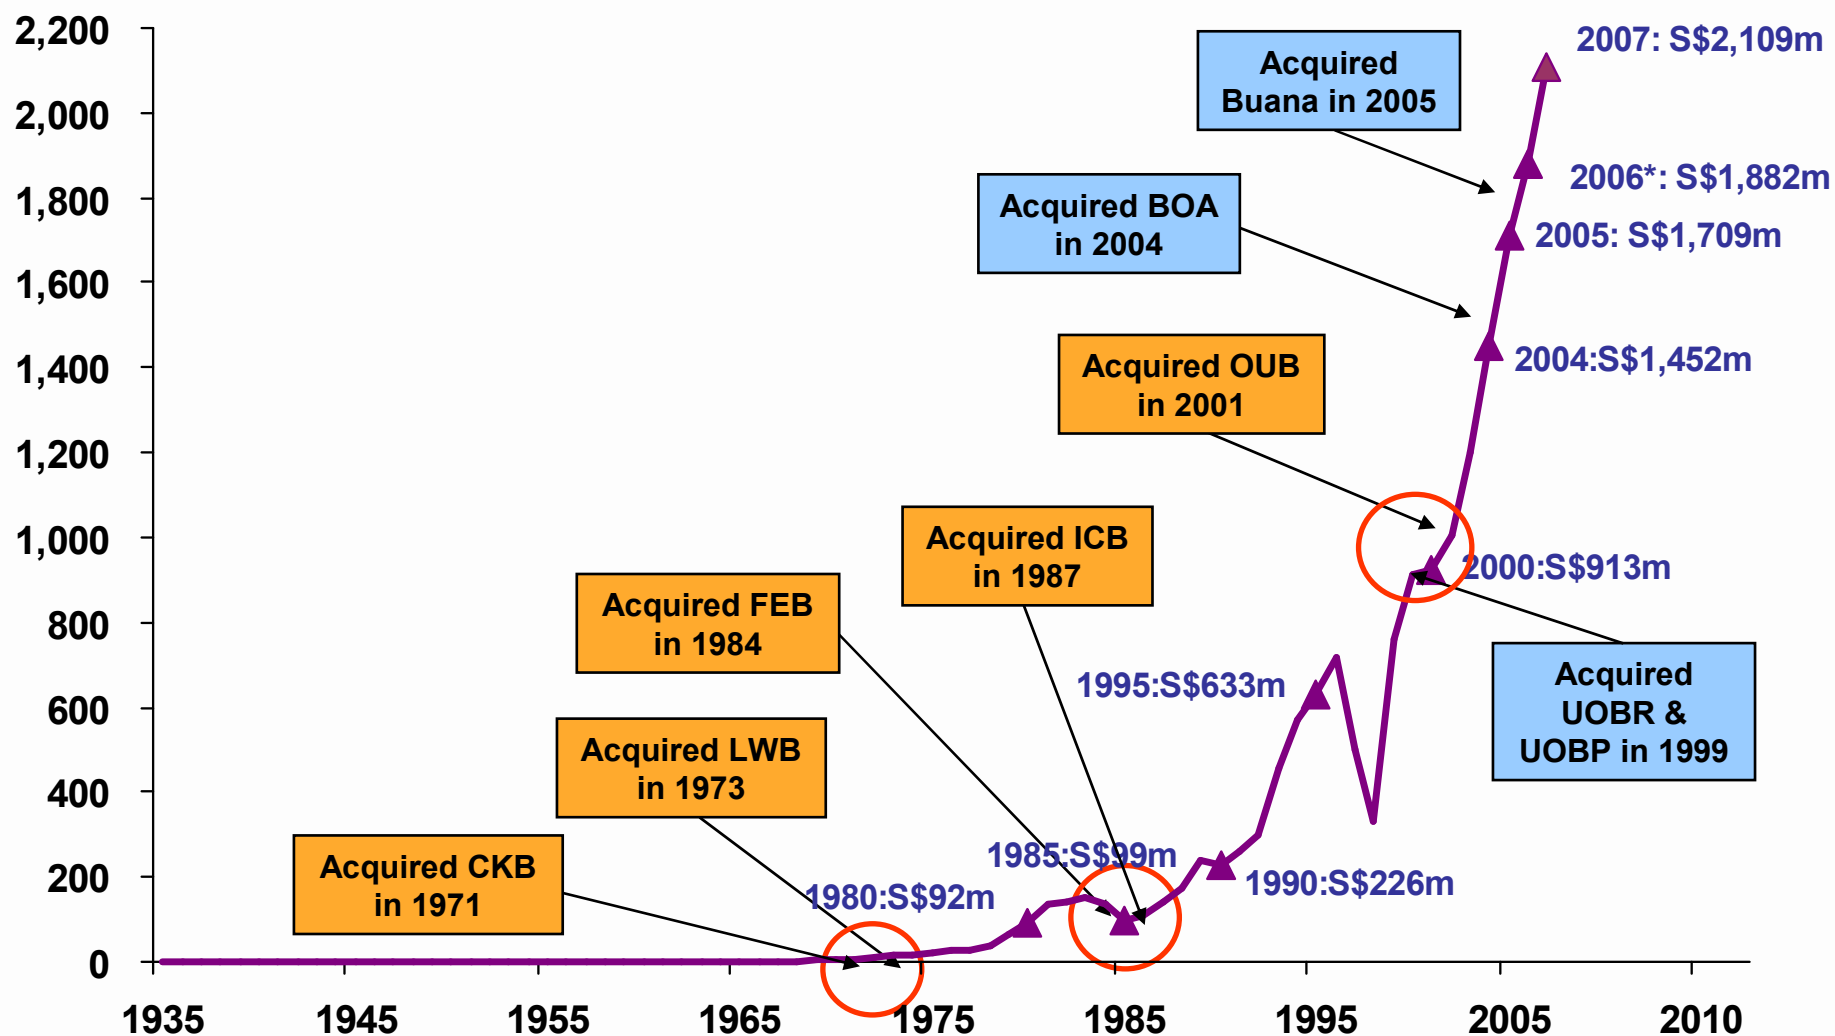 2,200
2,000
1,800
1,600
1,400
1,200
1,000
800
600
400
200
0
1935
1945
1955
1965
1975
1985
1995
2005
2010
Acquired CKB
in 1971
Acquired LWB
in 1973
Acquired FEB
in 1984
Acquired ICB
in 1987
Acquired OUB
in 2001
Acquired BOA
in 2004
Acquired
Buana in 2005
Acquired
UOBR &
UOBP in 1999
1980:S$92m
1985:S$99m
1990:S$226m
1995:S$633m
2000:S$913m
2004:S$1,452m
2005: S$1,709m
2006*: S$1,882m
2007: S$2,109m